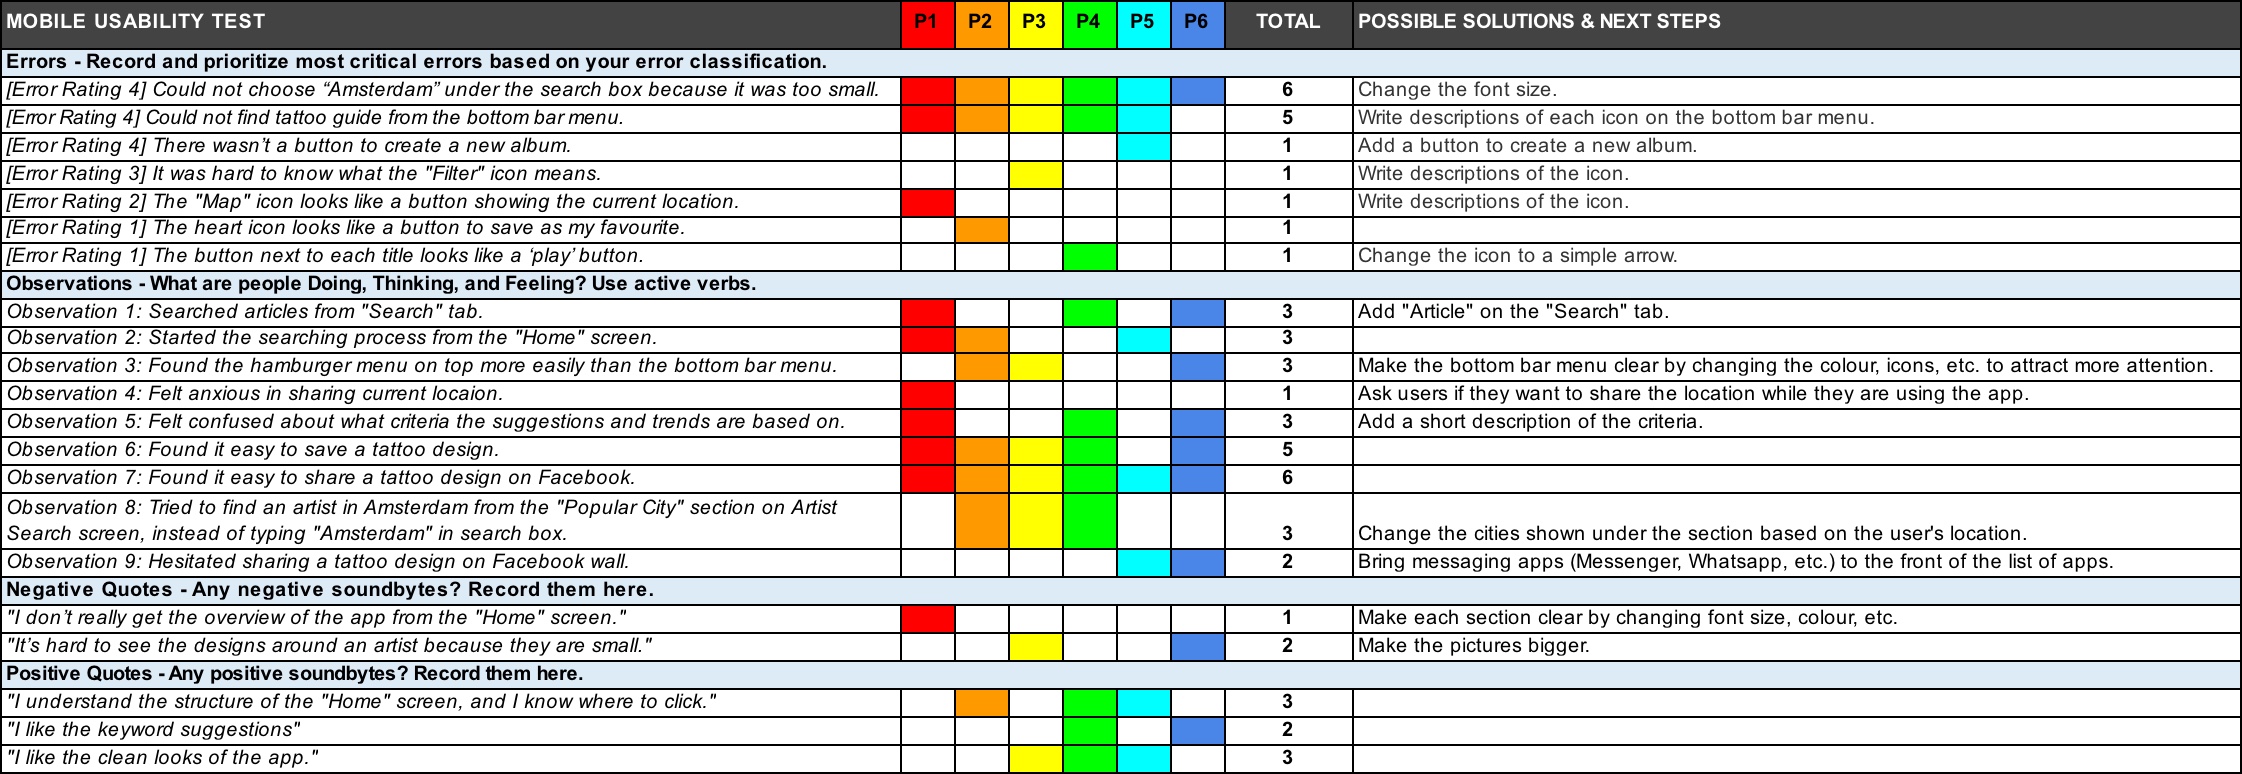 MOBILE USABILITY TEST P1 P2 P3 P4 P5 P6 TOTAL POSSIBLE SOLUTIONS & NEXT STEPS
Errors - Record and prioritize most critical errors based on your error classification.
[Error Rating 4] Could not choose “Amsterdam” under the search box because it was too small. 6 Change the font size.
[Error Rating 4] Could not find tattoo guide from the bottom bar menu. 5 Write descriptions of each icon on the bottom bar menu.
[Error Rating 4] There wasn’t a button to create a new album. 1 Add a button to create a new album.
[Error Rating 3] It was hard to know what the "Filter" icon means. 1 Write descriptions of the icon.
[Error Rating 2] The "Map" icon looks like a button showing the current location. 1 Write descriptions of the icon.
[Error Rating 1] The heart icon looks like a button to save as my favourite. 1
[Error Rating 1] The button next to each title looks like a ‘play’ button. 1 Change the icon to a simple arrow.
Observations - What are people Doing, Thinking, and Feeling? Use active verbs.
Observation 1: Searched articles from "Search" tab. 3 Add "Article" on the "Search" tab.
Observation 2: Started the searching process from the "Home" screen. 3
Observation 3: Found the hamburger menu on top more easily than the bottom bar menu. 3 Make the bottom bar menu clear by changing the colour, icons, etc. to attract more attention.
Observation 4: Felt anxious in sharing current locaion. 1 Ask users if they want to share the location while they are using the app.
Observation 5: Felt confused about what criteria the suggestions and trends are based on. 3 Add a short description of the criteria.
Observation 6: Found it easy to save a tattoo design. 5
Observation 7: Found it easy to share a tattoo design on Facebook. 6
Observation 8: Tried to find an artist in Amsterdam from the "Popular City" section on Artist
Search screen, instead of typing "Amsterdam" in search box. 3 Change the cities shown under the section based on the user's location.
Observation 9: Hesitated sharing a tattoo design on Facebook wall. 2 Bring messaging apps (Messenger, Whatsapp, etc.) to the front of the list of apps.
Negative Quotes - Any negative soundbytes? Record them here.
"I don’t really get the overview of the app from the "Home" screen." 1 Make each section clear by changing font size, colour, etc.
"It’s hard to see the designs around an artist because they are small." 2 Make the pictures bigger.
Positive Quotes - Any positive soundbytes? Record them here.
"I understand the structure of the "Home" screen, and I know where to click." 3
"I like the keyword suggestions" 2
"I like the clean looks of the app." 3